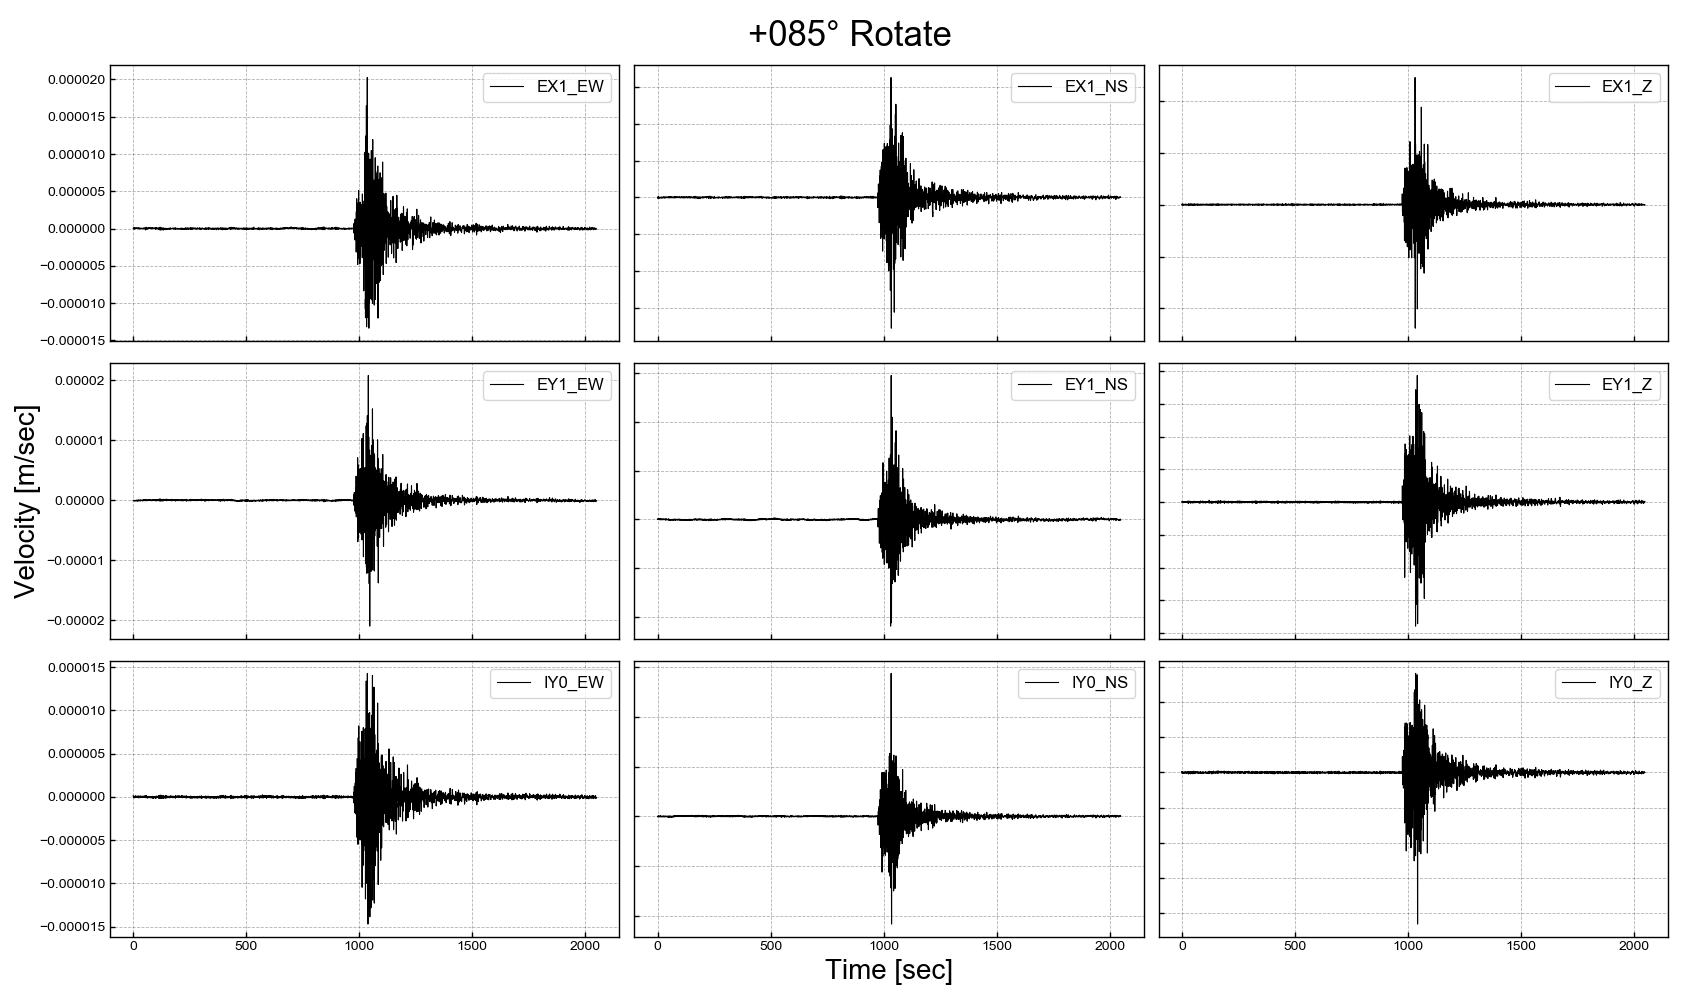 +085° Rotate
EX1_EW
EX1_NS
EX1_Z
0.000020
0.000015
0.000010
0.000005
0.000000
−0.000005
−0.000010
−0.000015
EY1_EW
EY1_NS
EY1_Z
0.00002
0.00001
0.00000
−0.00001
−0.00002
Velocity [m/sec]
IY0_EW
IY0_NS
IY0_Z
0.000015
0.000010
0.000005
0.000000
−0.000005
−0.000010
−0.000015
0 500 1000 1500 2000
0 500 1000 1500 2000
0 500 1000 1500 2000
Time [sec]